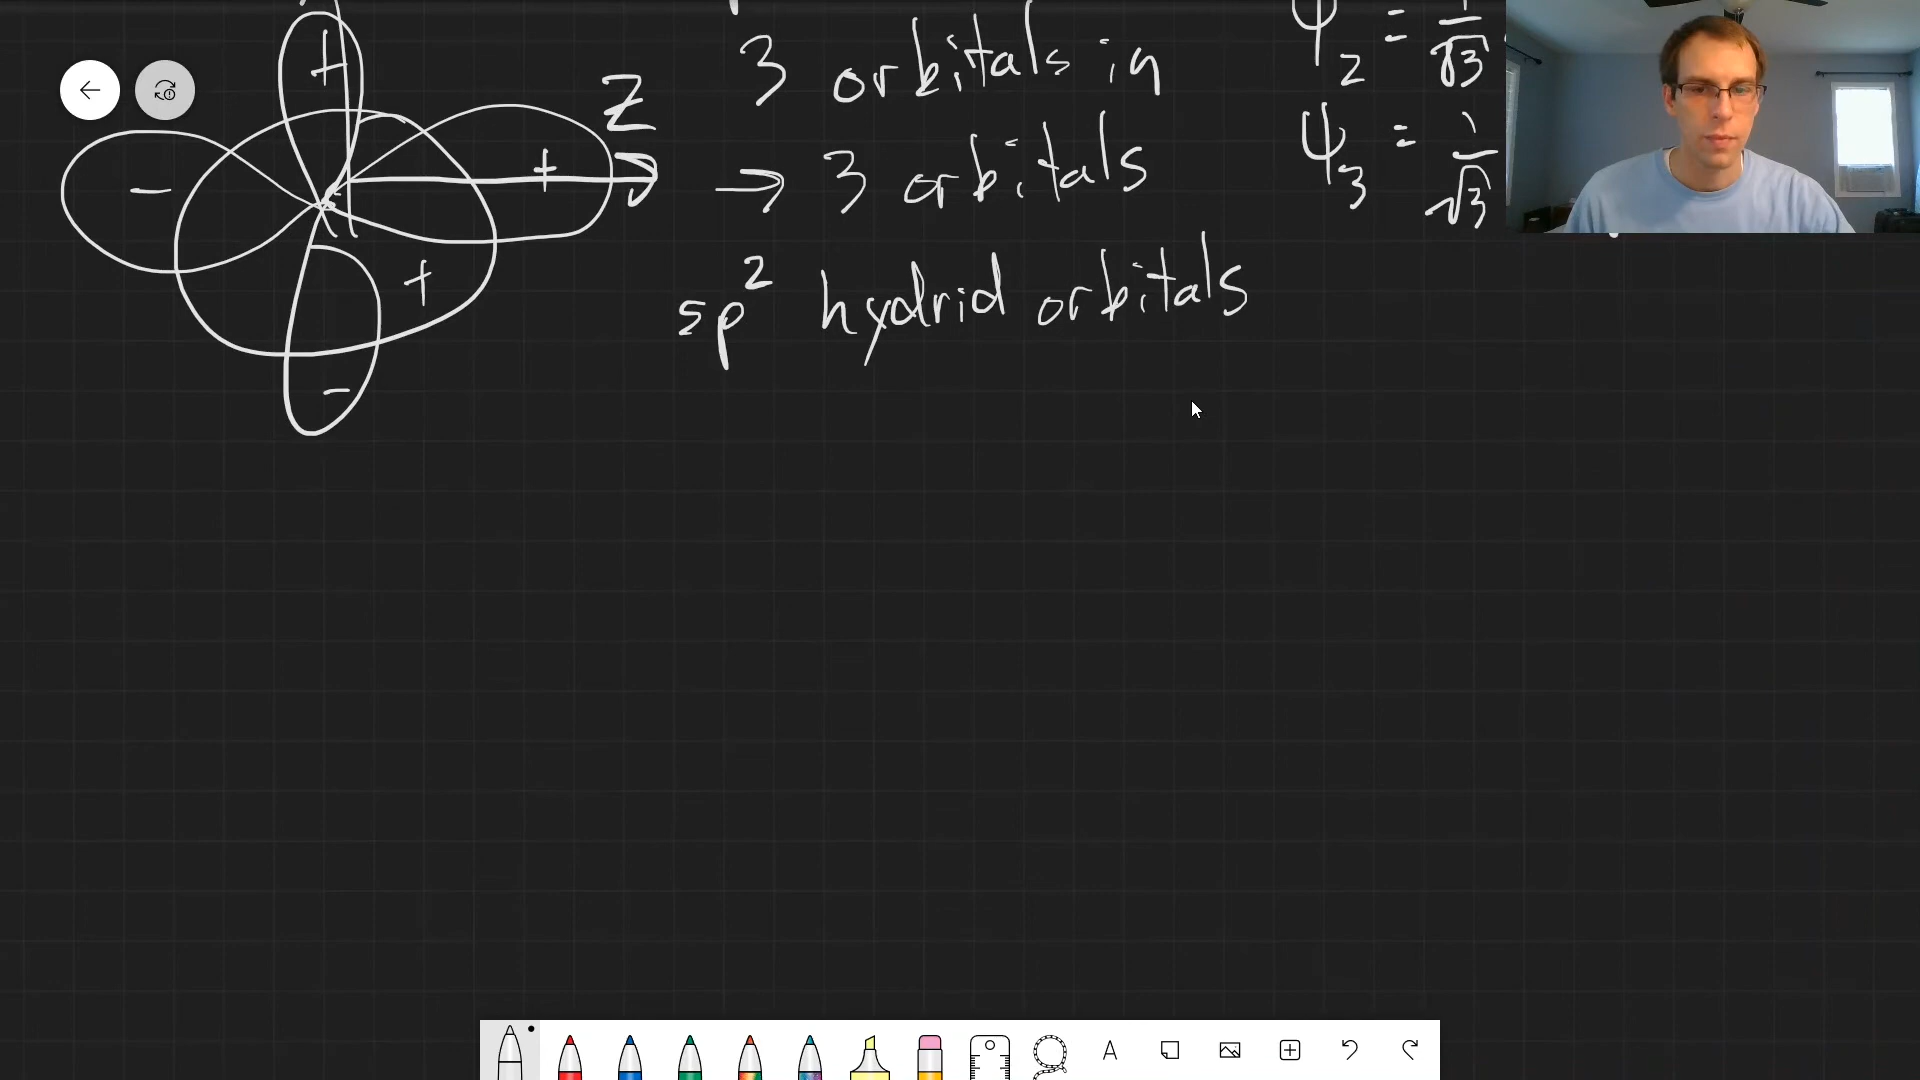 +
Z
−
+
+
−
3 orbitals in
→ 3 orbitals
sp² hydrid orbitals
ψ₂ = 1/√3
ψ₃ = 1/√3
A